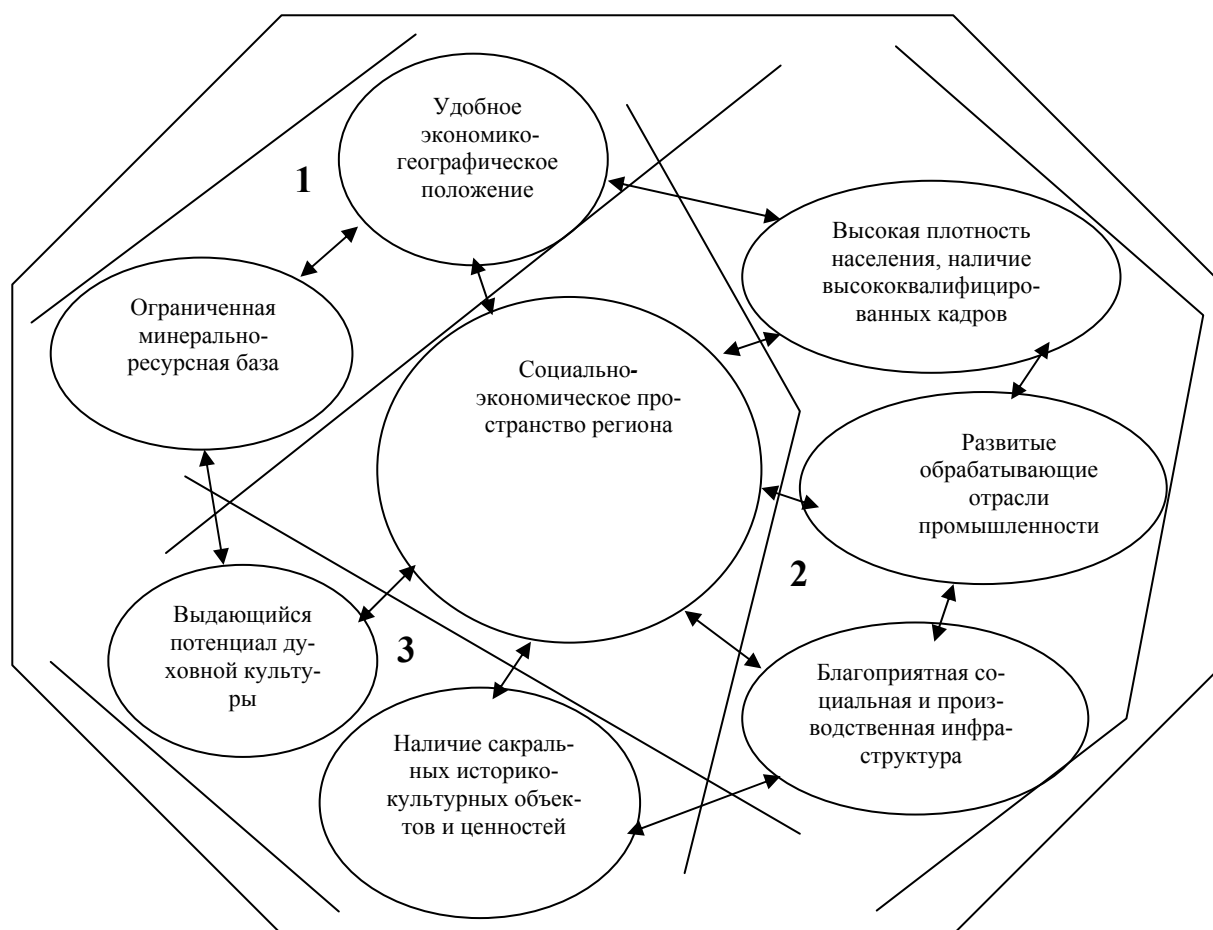 Удобное
экономико-
географическое
положение
1
Высокая плотность
населения, наличие
высококвалифициро-
ванных кадров
Ограниченная
минерально-
ресурсная база
Социально-
экономическое про-
странство региона
Развитые
обрабатывающие
отрасли
промышленности
2
Выдающийся
потенциал ду-
ховной культу-
ры
3
Благоприятная со-
циальная и произ-
водственная инфра-
структура
Наличие сакраль-
ных историко-
культурных объек-
тов и ценностей